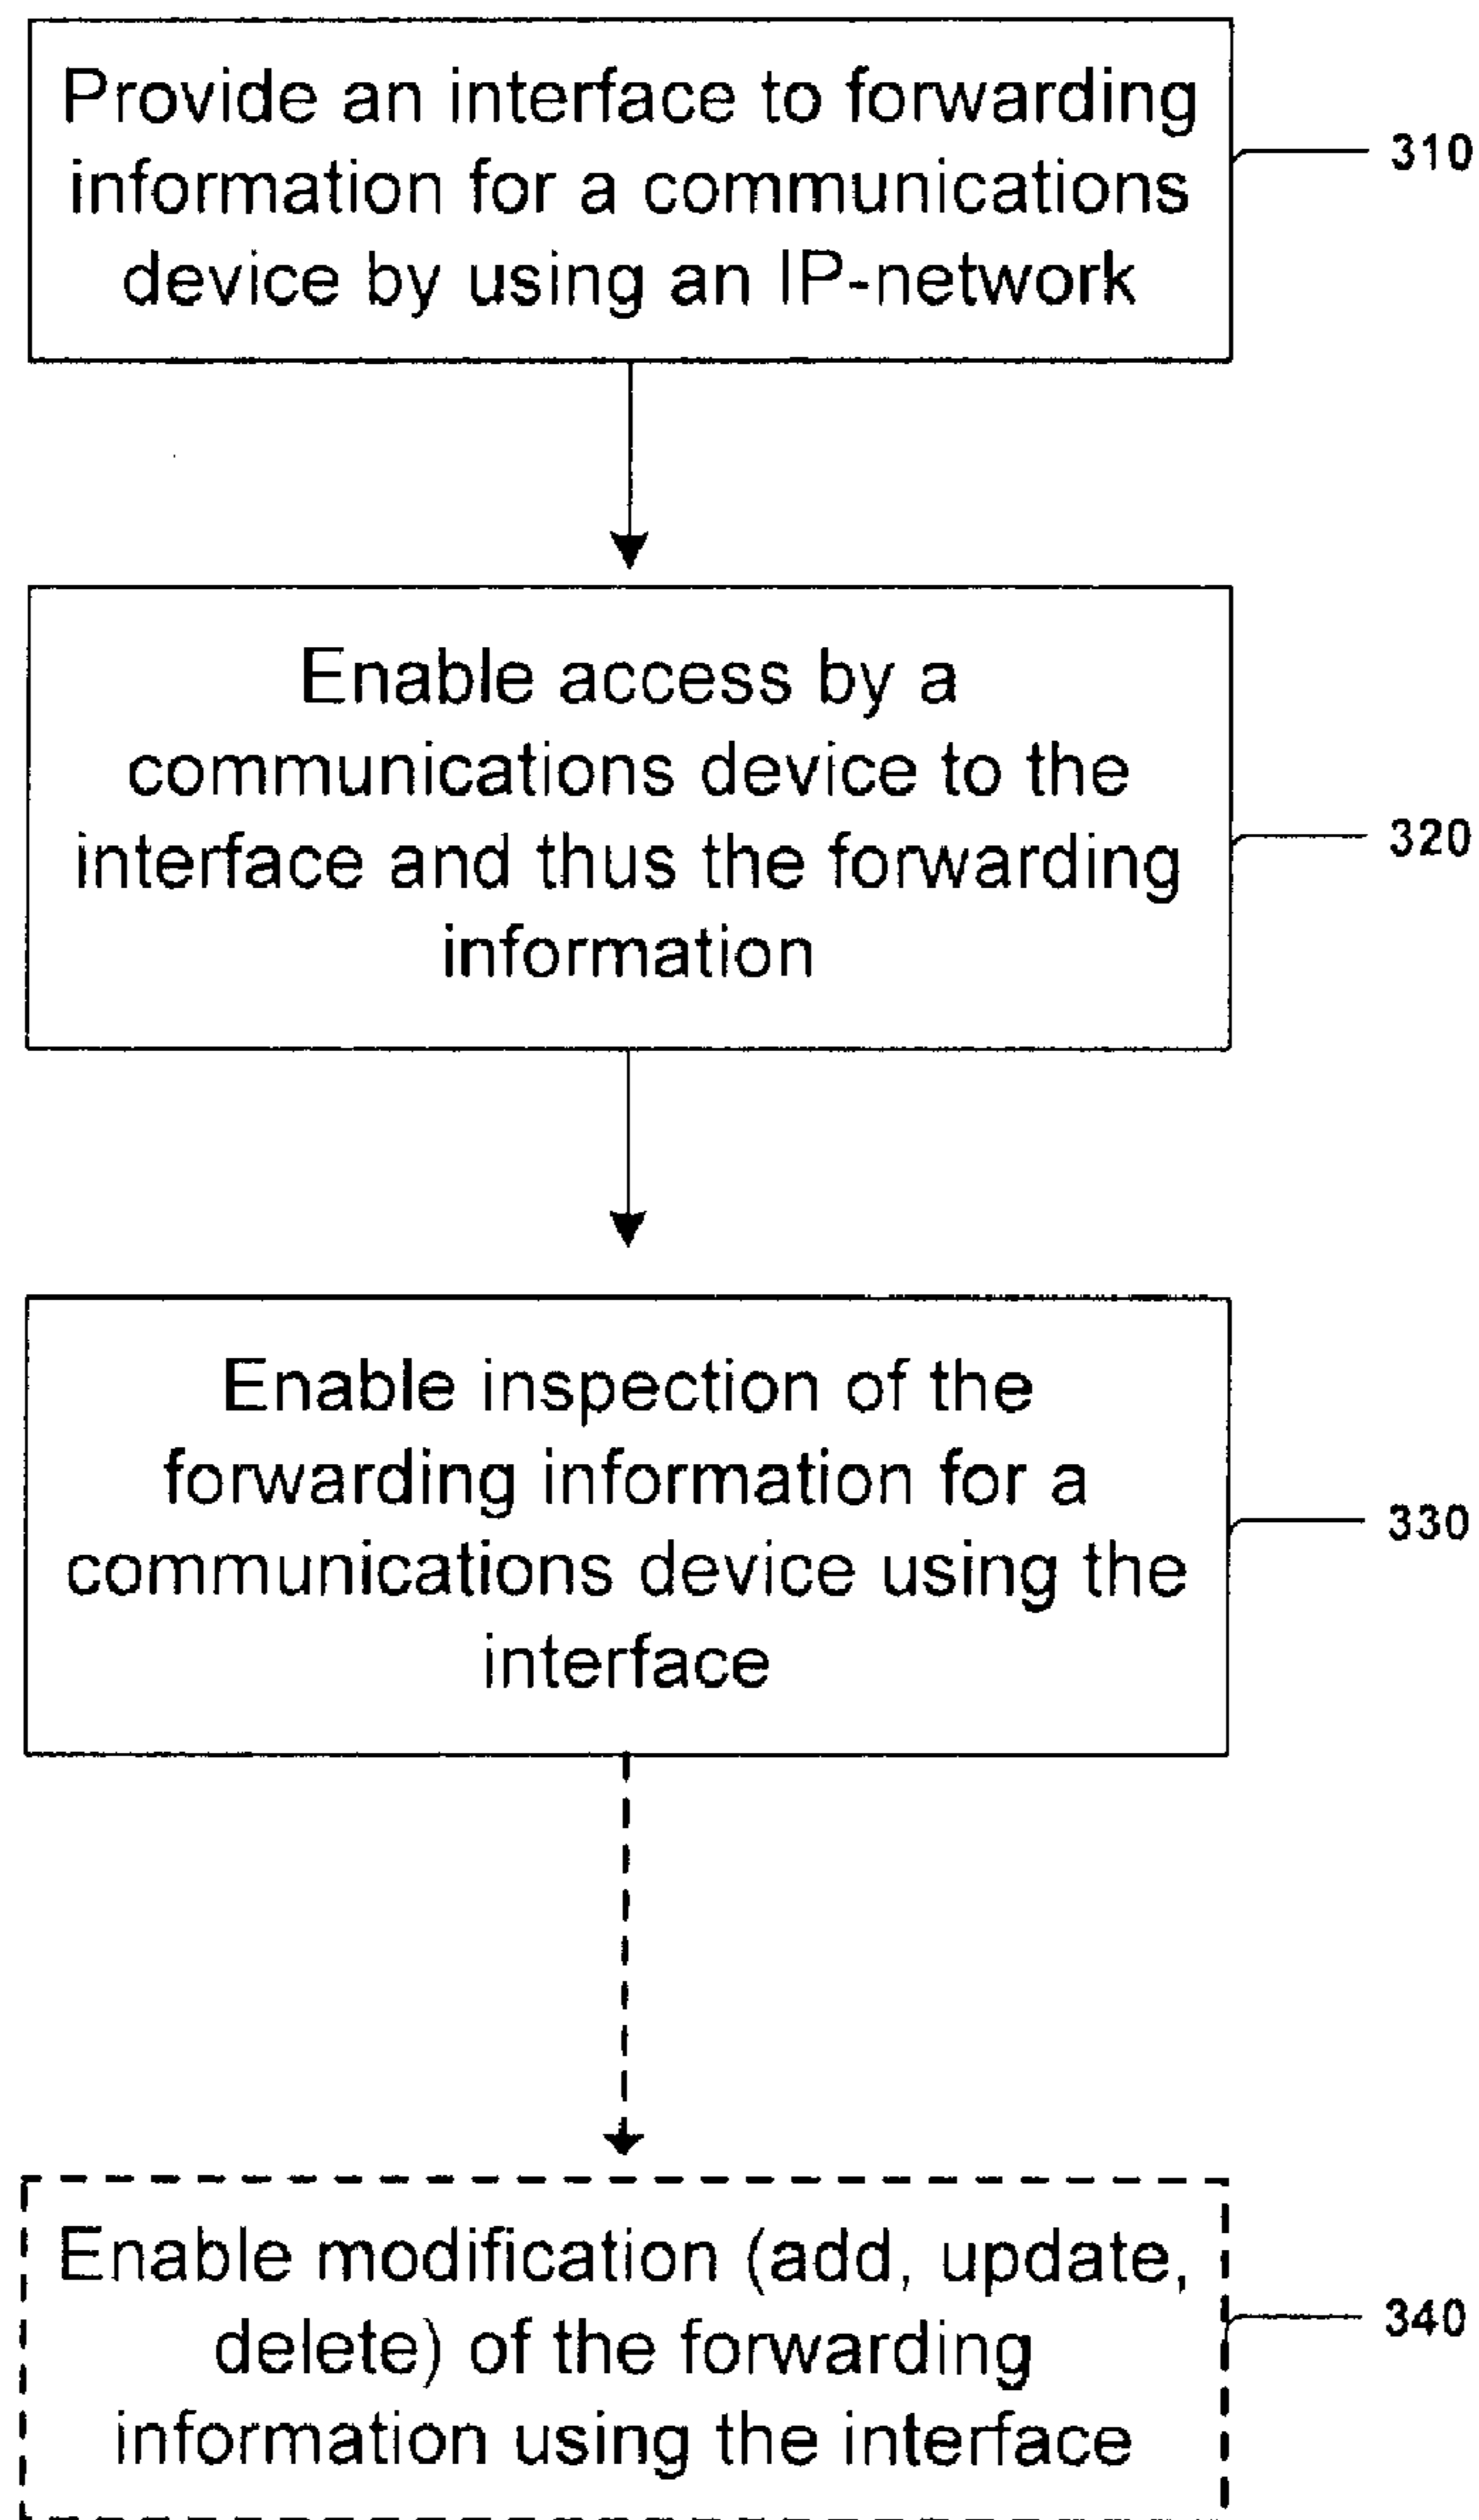 Provide an interface to forwarding
information for a communications
device by using an IP-network
310
Enable access by a
communications device to the
interface and thus the forwarding
information
320
Enable inspection of the
forwarding information for a
communications device using the
interface
330
Enable modification (add, update,
delete) of the forwarding
information using the interface
340